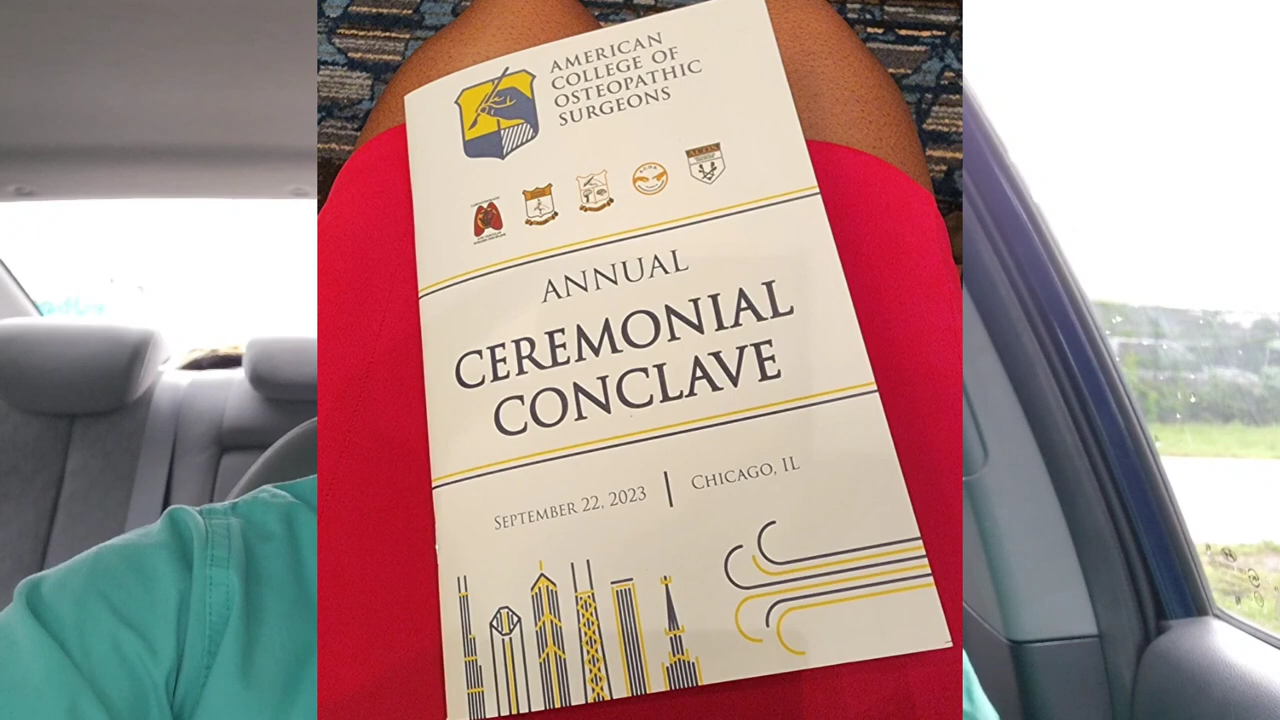 AMERICAN
COLLEGE OF
OSTEOPATHIC
SURGEONS
ANNUAL
CEREMONIAL
CONCLAVE
SEPTEMBER 22, 2023 | CHICAGO, IL